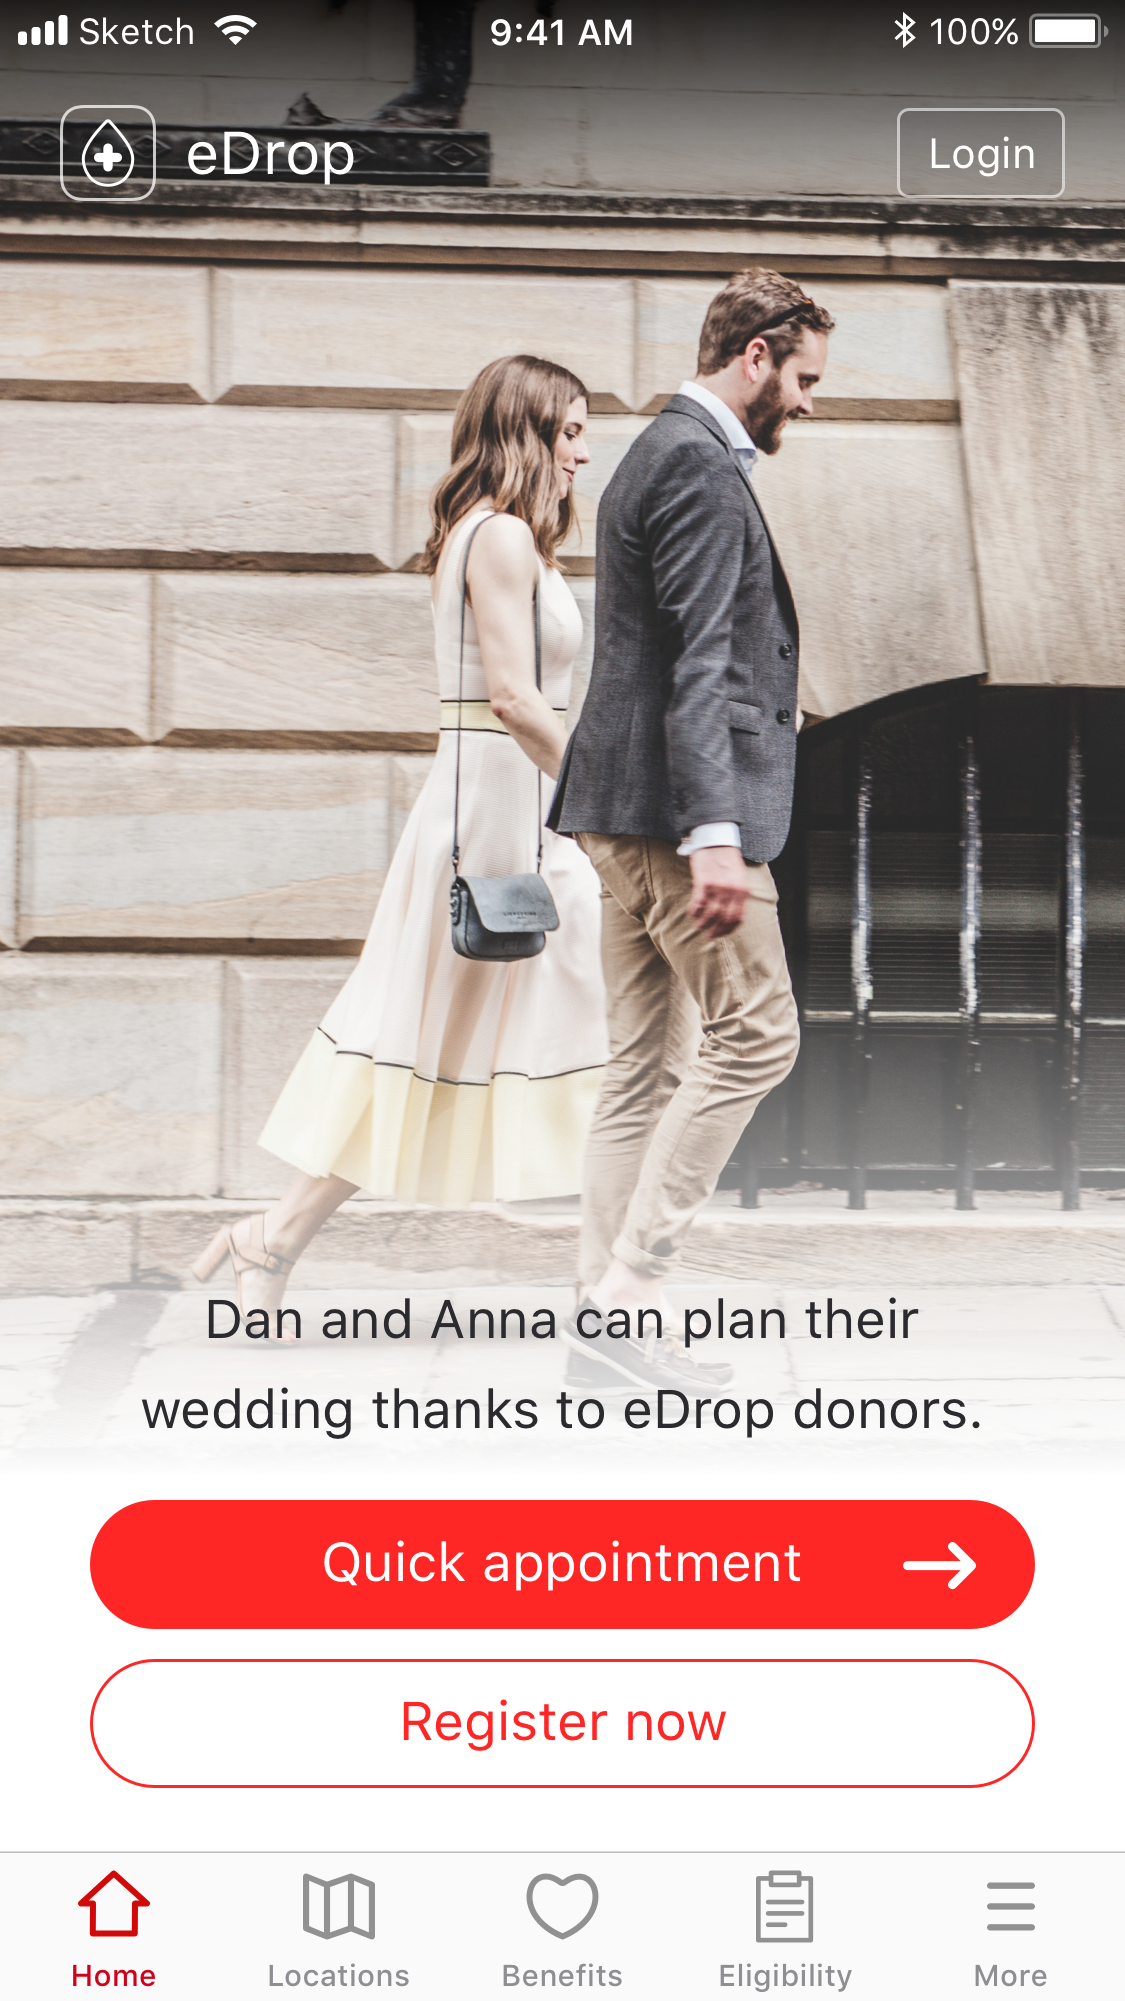 Sketch 9:41 AM 100%
eDrop
Login
Dan and Anna can plan their
wedding thanks to eDrop donors.
Quick appointment
Register now
Home Locations Benefits Eligibility More